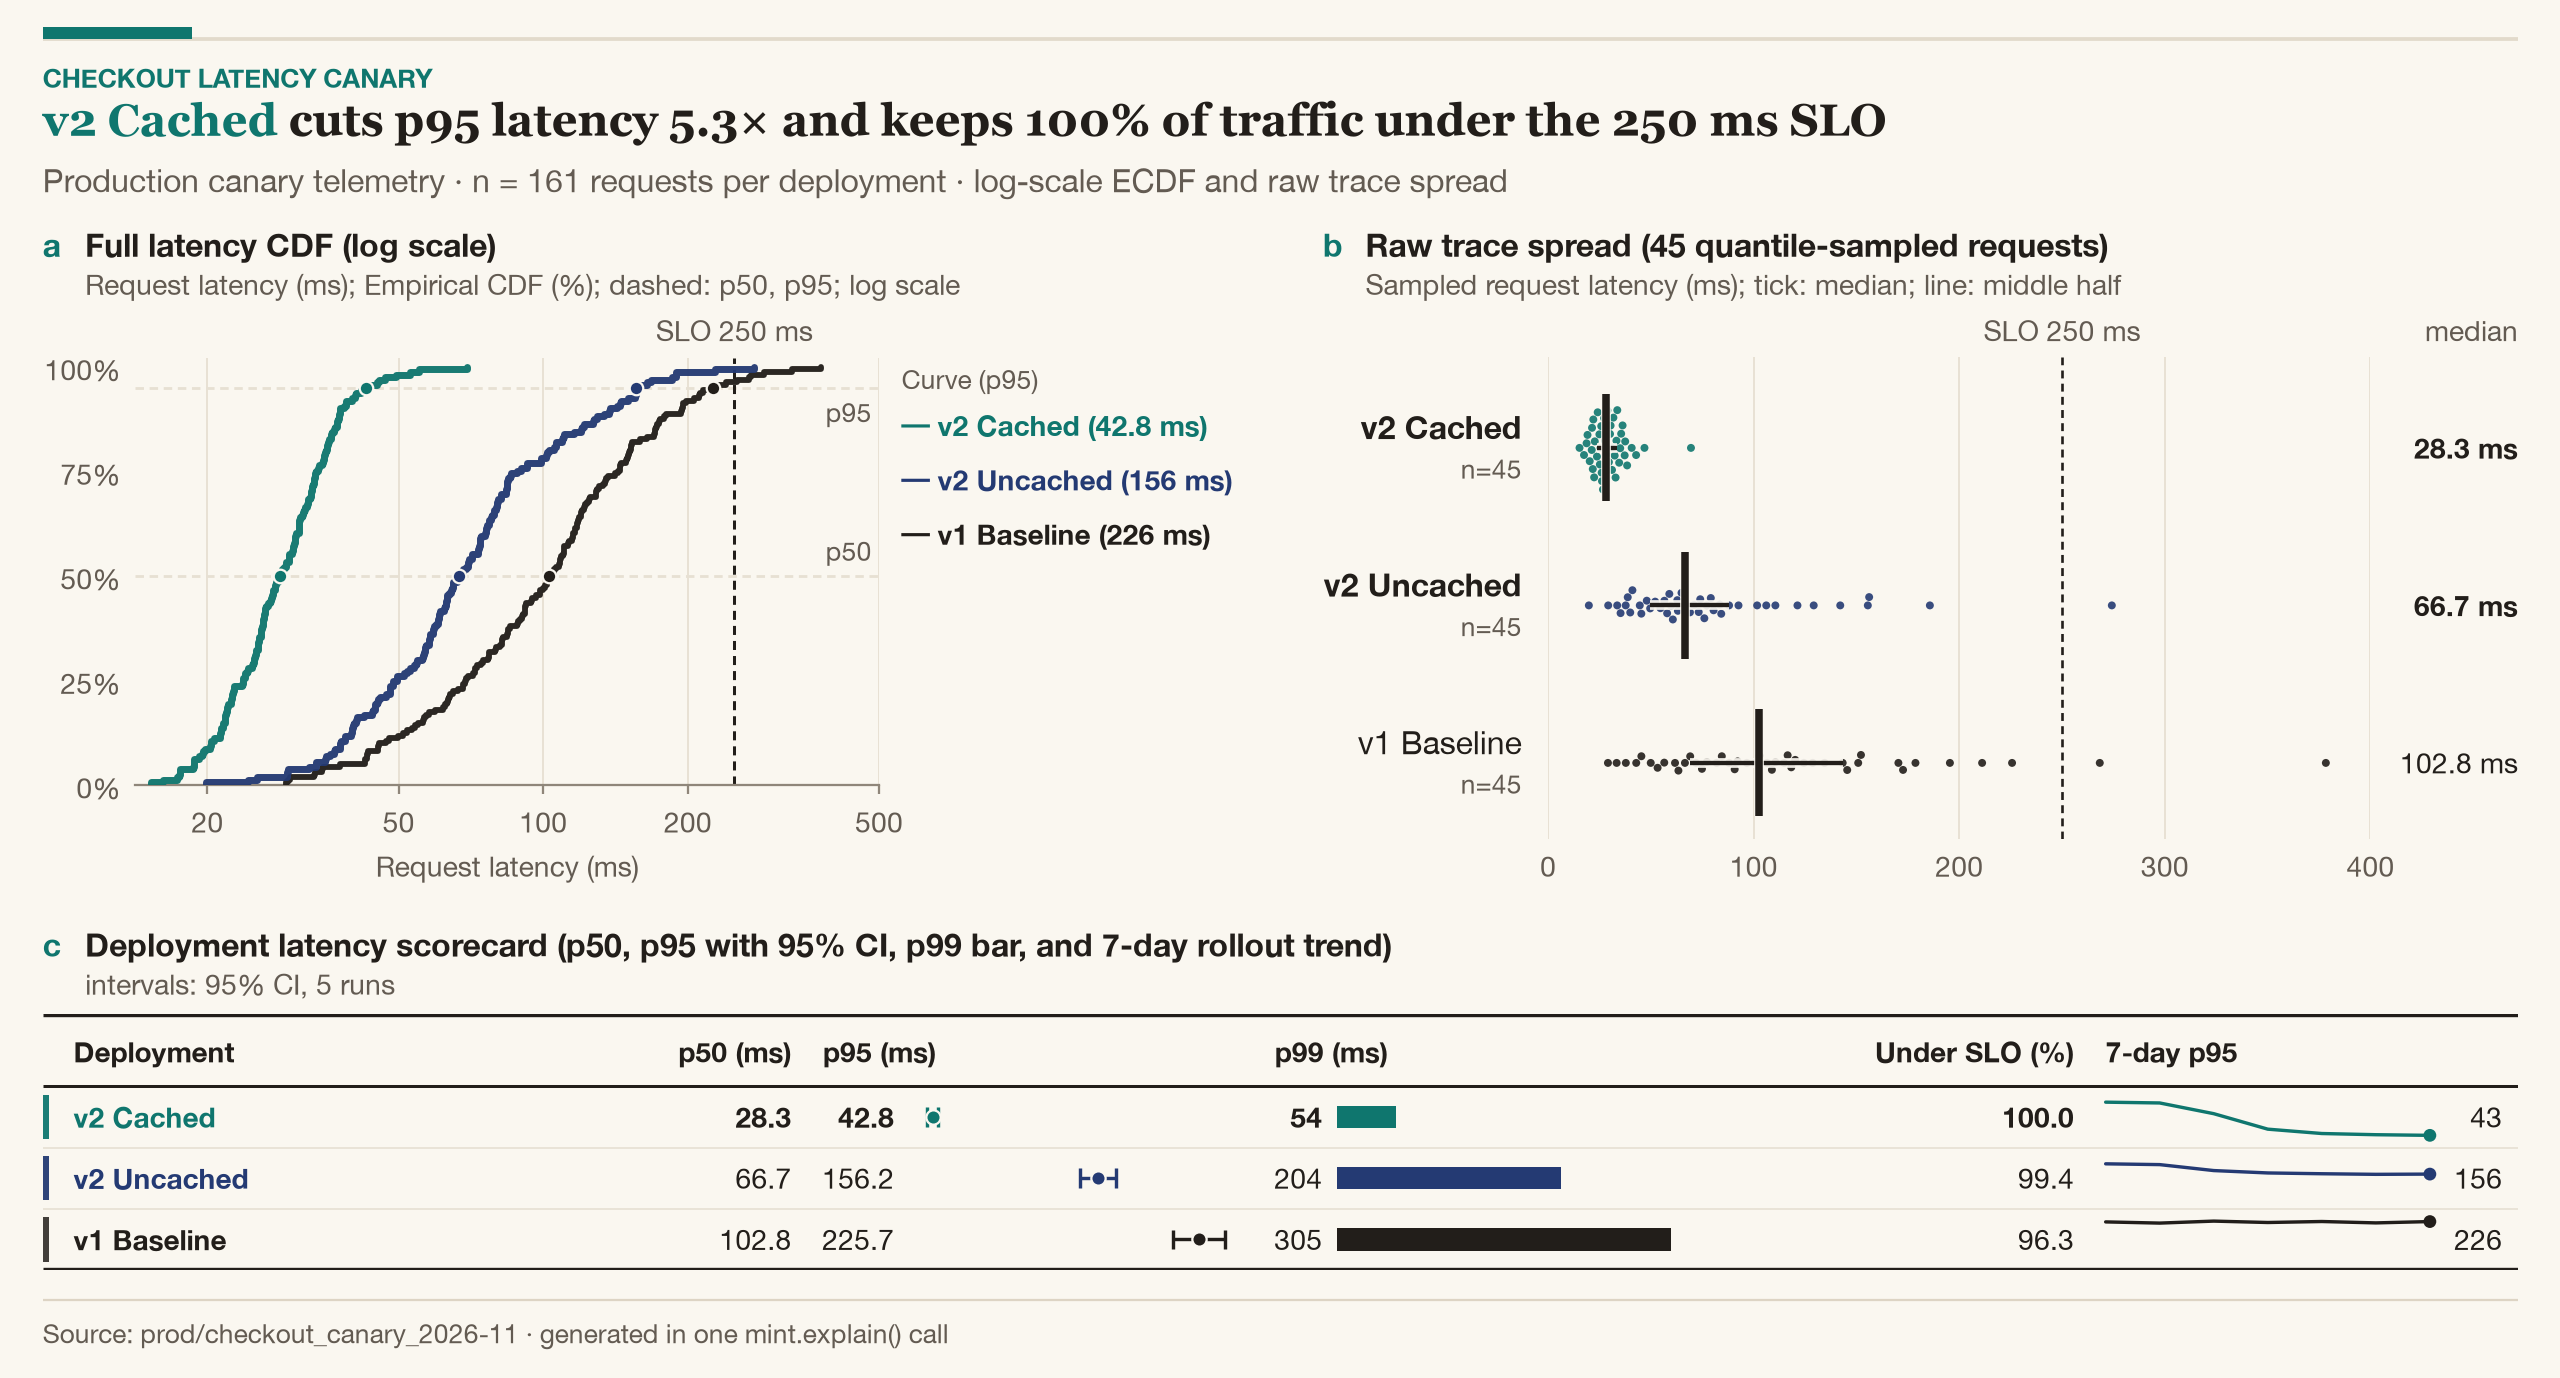 CHECKOUT LATENCY CANARY
v2 Cached cuts p95 latency 5.3× and keeps 100% of traffic under the 250 ms SLO
Production canary telemetry · n = 161 requests per deployment · log-scale ECDF and raw trace spread
a Full latency CDF (log scale)
Request latency (ms); Empirical CDF (%); dashed: p50, p95; log scale
SLO 250 ms
100%
75%
50%
25%
0%
p95
p50
20 50 100 200 500
Request latency (ms)
Curve (p95)
v2 Cached (42.8 ms)
v2 Uncached (156 ms)
v1 Baseline (226 ms)
b Raw trace spread (45 quantile-sampled requests)
Sampled request latency (ms); tick: median; line: middle half
SLO 250 ms median
v2 Cached 28.3 ms
n=45
v2 Uncached 66.7 ms
n=45
v1 Baseline 102.8 ms
n=45
0 100 200 300 400
c Deployment latency scorecard (p50, p95 with 95% CI, p99 bar, and 7-day rollout trend)
intervals: 95% CI, 5 runs
Deployment p50 (ms) p95 (ms) p99 (ms) Under SLO (%) 7-day p95
v2 Cached 28.3 42.8 54 100.0 43
v2 Uncached 66.7 156.2 204 99.4 156
v1 Baseline 102.8 225.7 305 96.3 226
Source: prod/checkout_canary_2026-11 · generated in one mint.explain() call